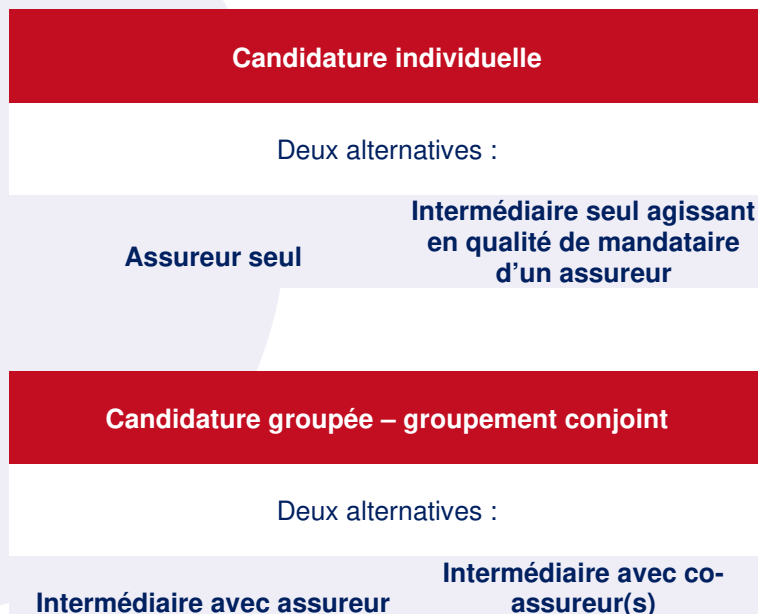 Candidature individuelle
Deux alternatives :
Assureur seul
Intermédiaire seul agissant
en qualité de mandataire
d’un assureur
Candidature groupée – groupement conjoint
Deux alternatives :
Intermédiaire avec assureur
Intermédiaire avec co-
assureur(s)